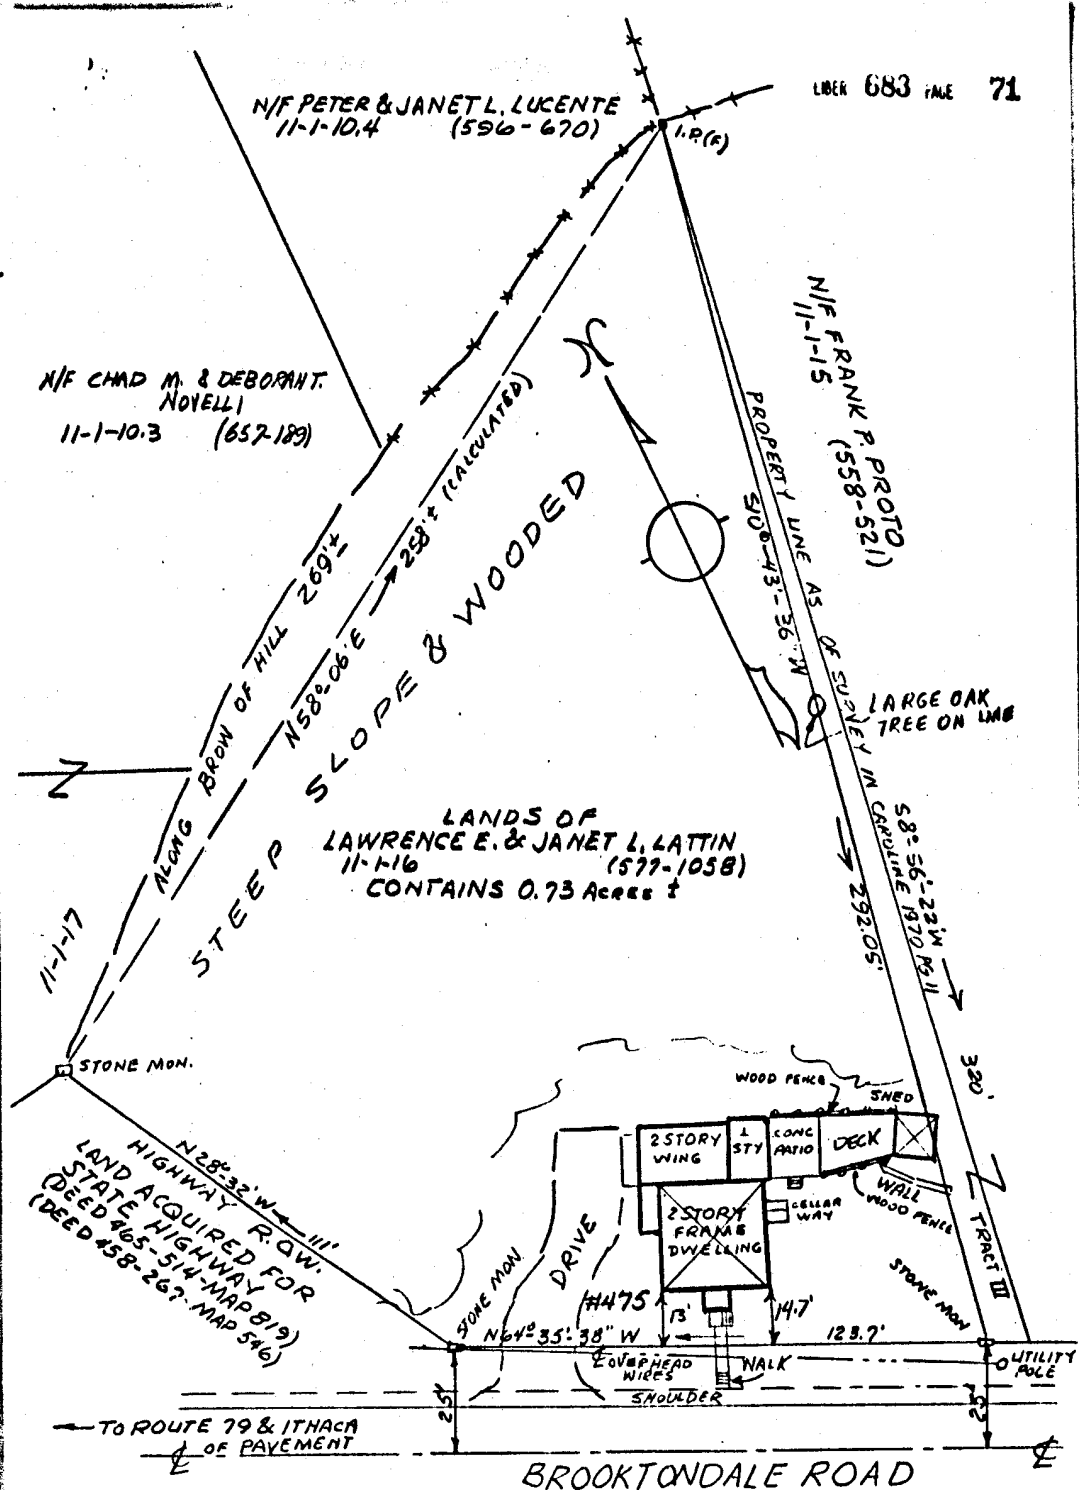 LIBER 683 PAGE 71
N/F PETER & JANET L. LUCENTE
11-1-10.4 (596-670)
I.P.(F)
N/F FRANK P. PROTO
11-1-15
(558-521)
N/F CHAD M. & DEBORAH T.
NOVELLI
11-1-10.3 (657-189)
N
PROPERTY LINE AS OF SURVEY IN CAROLINE 1970 PG 11
S10°-43'-36"W
292.05'
S8°-56'-22"W
320'
TRACT III
ALONG BROW OF HILL 269'±
N58°-06'E 258'± (CALCULATED)
STEEP SLOPE & WOODED
LARGE OAK
TREE ON LINE
LANDS OF
LAWRENCE E. & JANET L. LATTIN
11-1-16 (577-1058)
CONTAINS 0.73 ACRES ±
11-1-17
STONE MON.
N28°-32'W 111'
HIGHWAY R.O.W.
LAND ACQUIRED FOR
STATE HIGHWAY
(DEED 465-514-MAP 819)
(DEED 458-267-MAP 546)
WOOD FENCE
SHED
2 STORY
WING
1
STY
CONC
PATIO
DECK
WALL
WOOD FENCE
CELLAR
WAY
2 STORY
FRAME
DWELLING
DRIVE
#475
13'
14.7'
STONE MON.
STONE MON
N64°-35'-38"W
123.7'
OVERHEAD
WIRES
WALK
UTILITY
POLE
SHOULDER
25'
25'
TO ROUTE 79 & ITHACA
℄ OF PAVEMENT
℄
BROOKTONDALE ROAD